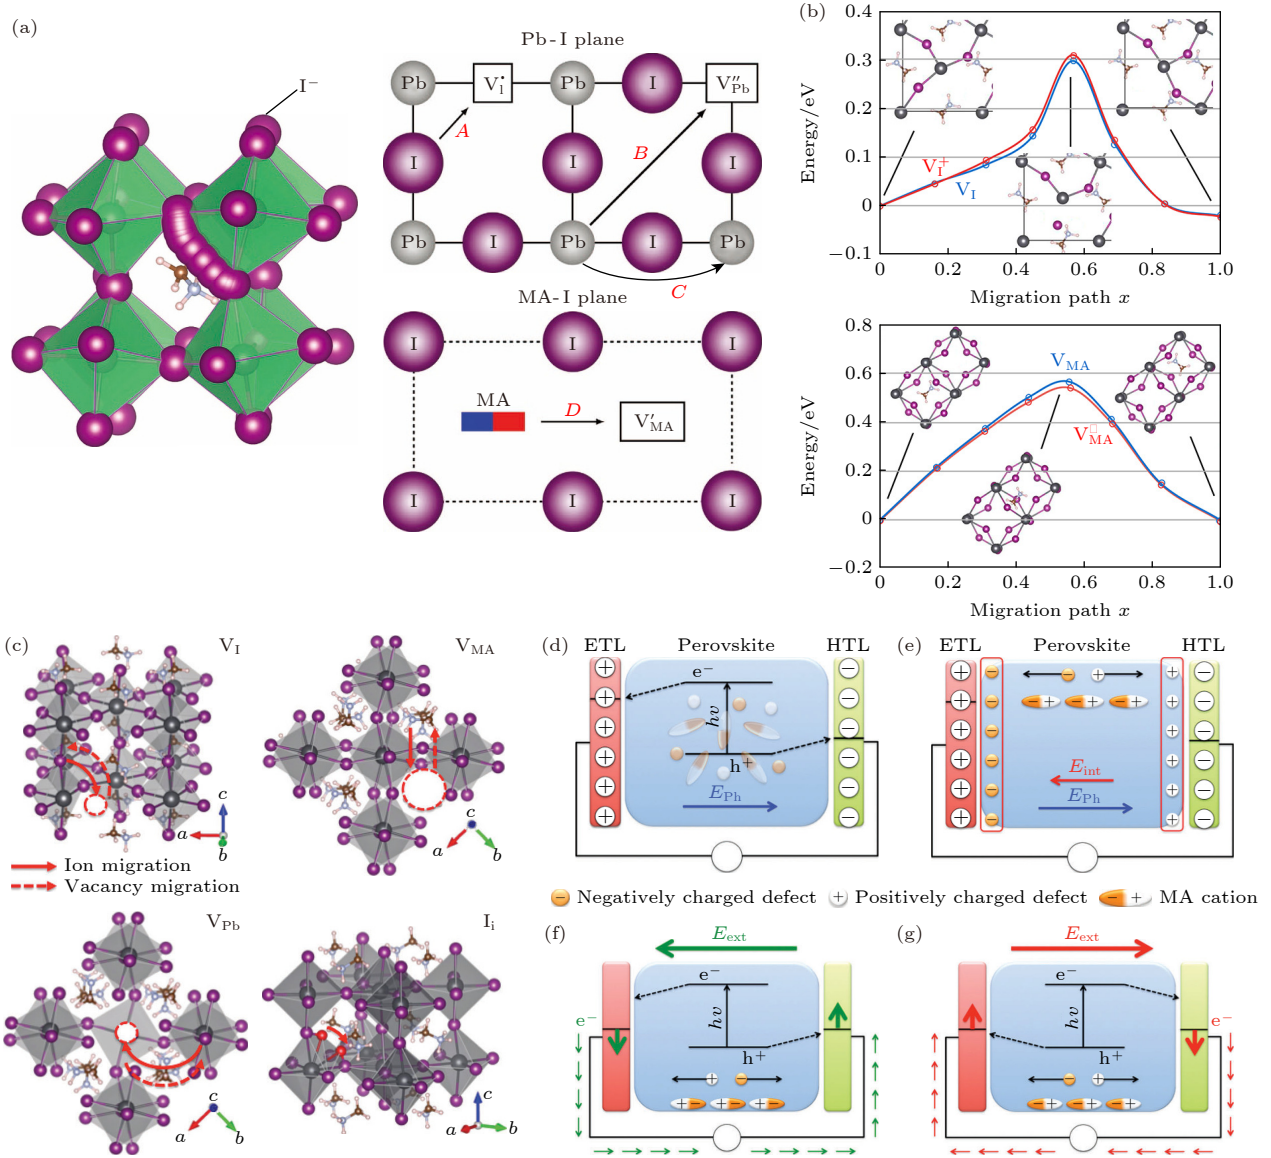 (a)
I⁻
Pb-I plane
Pb
V_I^•
Pb
I
V″_Pb
A
B
I
I
I
Pb
I
Pb
I
Pb
C
MA-I plane
I
I
I
MA
D
V′_MA
I
I
I
(b)
Energy/eV
0.4
0.3
0.2
0.1
0
−0.1
V_I^+
V_I
0
0.2
0.4
0.6
0.8
1.0
Migration path x
Energy/eV
0.8
0.6
0.4
0.2
0
−0.2
V_MA
V_MA^□
0
0.2
0.4
0.6
0.8
1.0
Migration path x
(c)
V_I
a
b
c
Ion migration
Vacancy migration
V_MA
a
b
c
V_Pb
a
b
c
I_i
a
b
c
(d)
ETL
Perovskite
HTL
e⁻
hν
h⁺
E_Ph
(e)
ETL
Perovskite
HTL
E_int
E_Ph
Negatively charged defect
Positively charged defect
MA cation
(f)
E_ext
e⁻
hν
h⁺
e⁻
(g)
E_ext
e⁻
hν
h⁺
e⁻